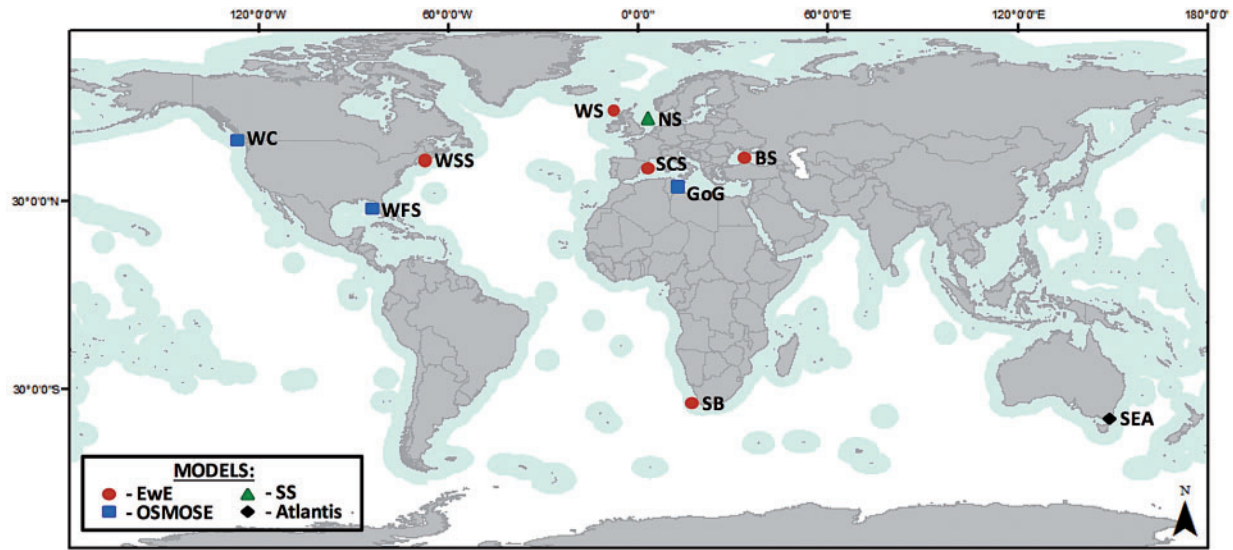 120°0'0"W 60°0'0"W 0°0'0" 60°0'0"E 120°0'0"E 180°0'0"
WS NS
WC
WSS SCS BS
GoG
30°0'0"N WFS
30°0'0"S
SB SEA
MODELS:
- EwE - SS
- OSMOSE - Atlantis
N